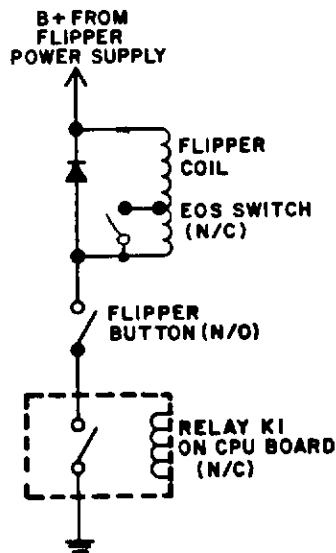 B+ FROM
FLIPPER
POWER SUPPLY
FLIPPER
COIL
EOS SWITCH
(N/C)
FLIPPER
BUTTON (N/O)
RELAY K1
ON CPU BOARD
(N/C)